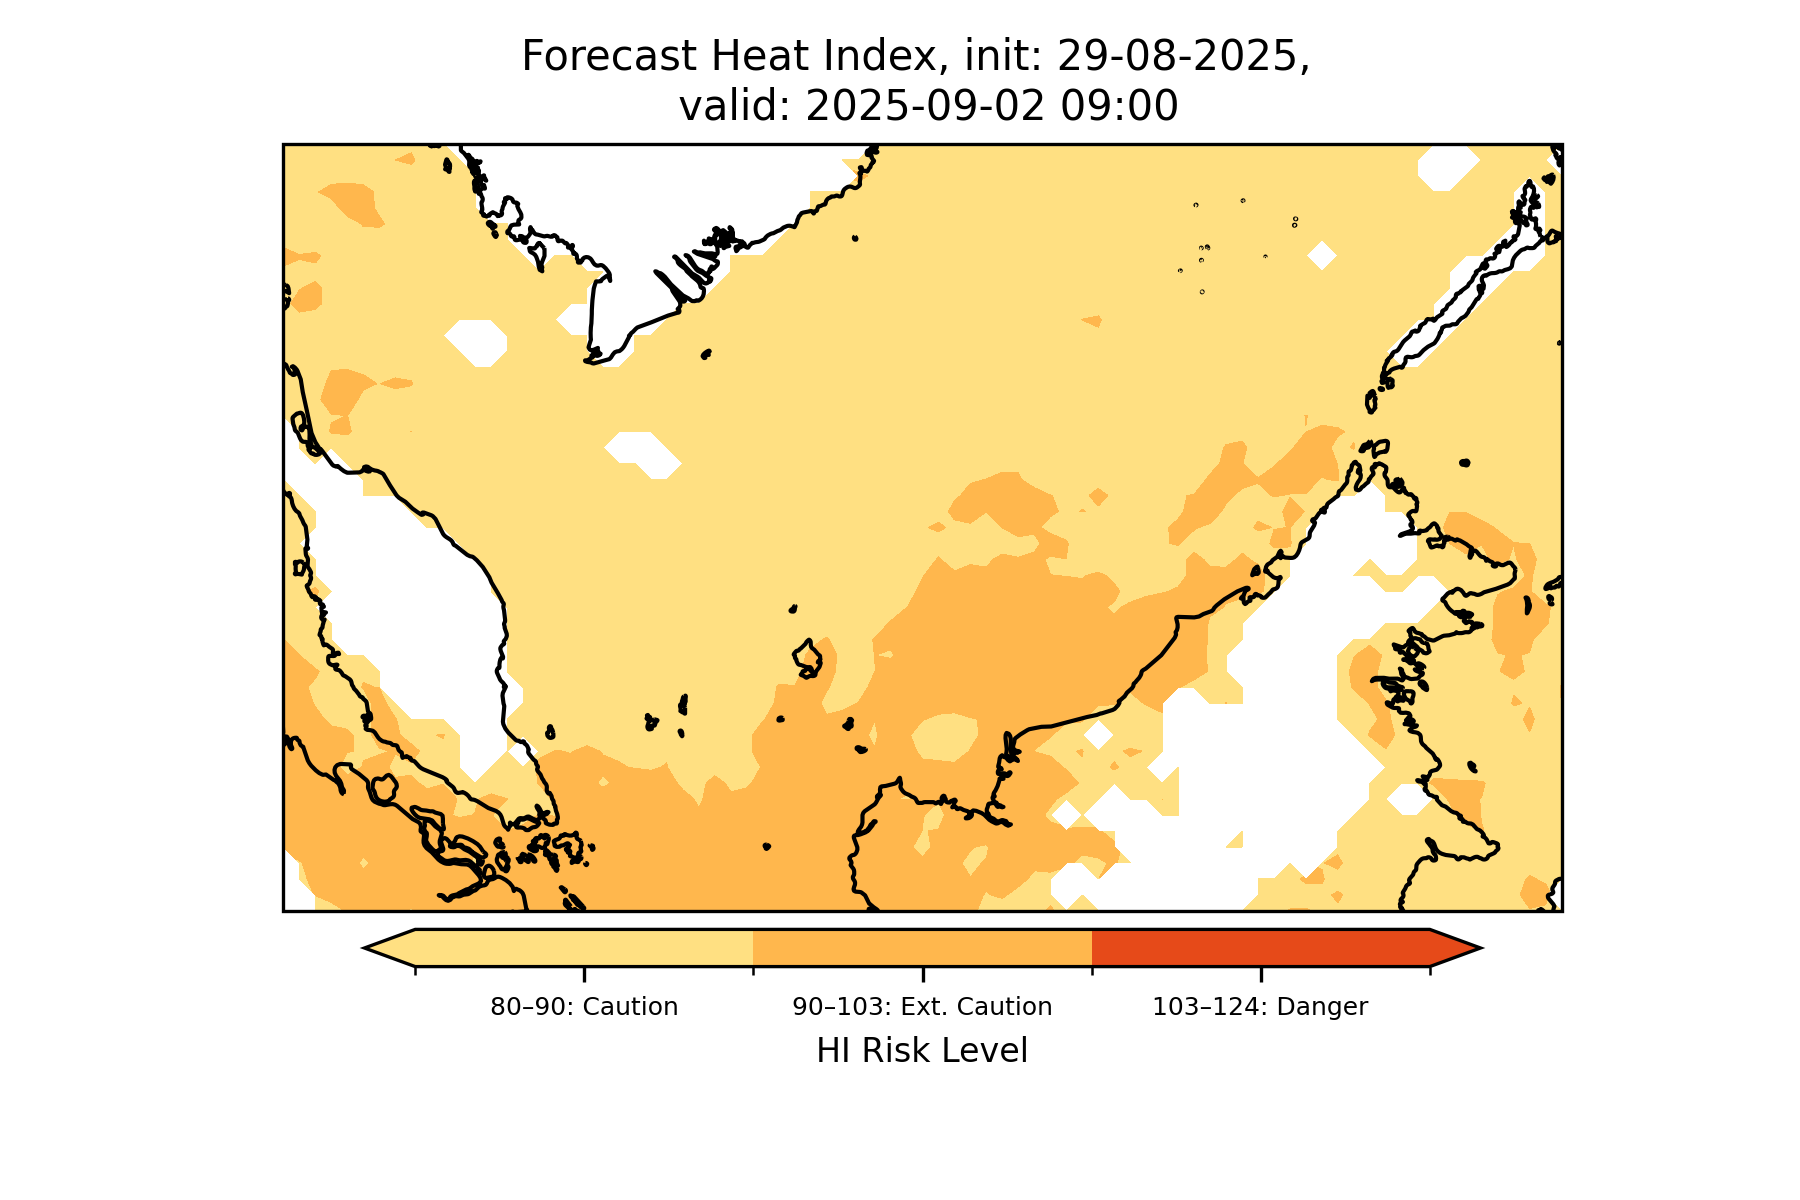 Forecast Heat Index, init: 29-08-2025,
valid: 2025-09-02 09:00
80–90: Caution
90–103: Ext. Caution
103–124: Danger
HI Risk Level